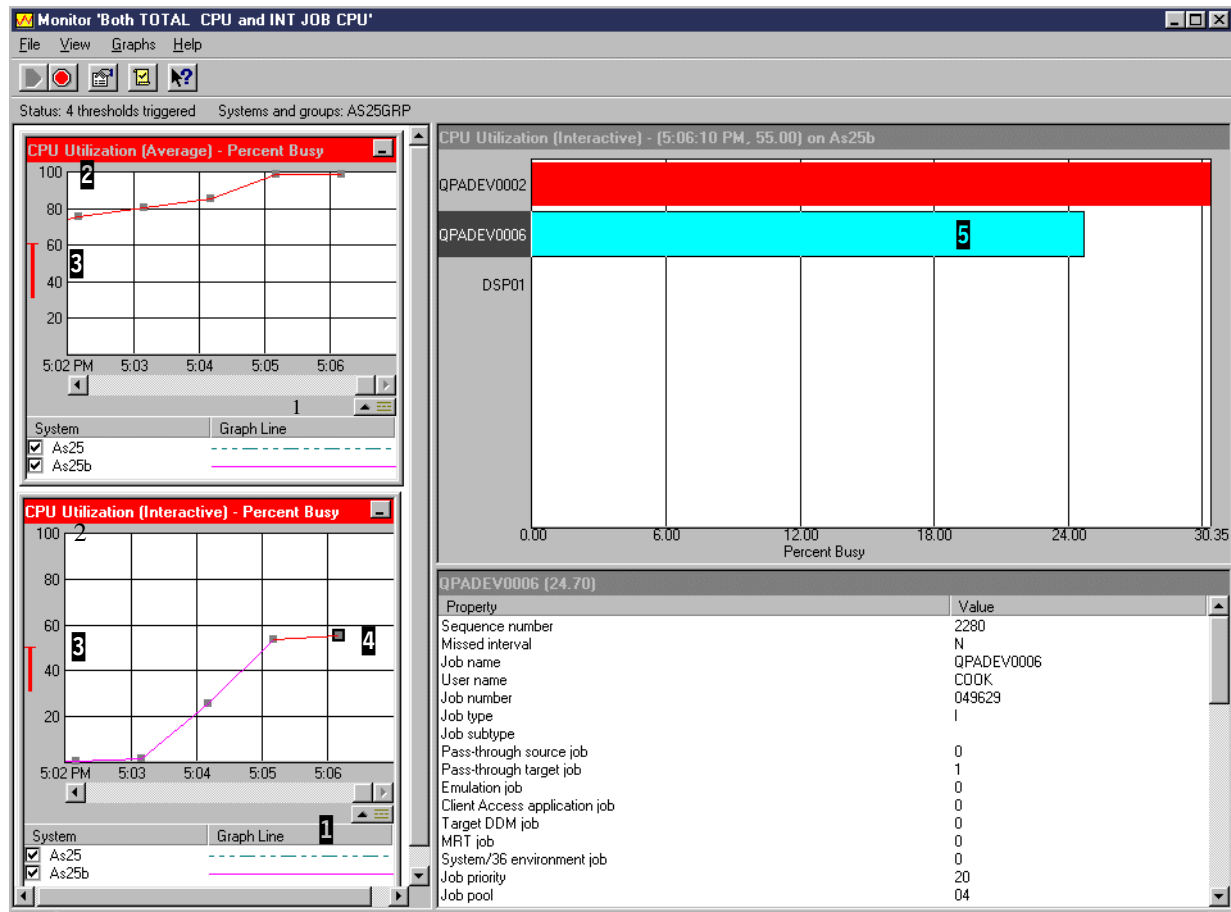 Monitor 'Both TOTAL CPU and INT JOB CPU'
File View Graphs Help
Status: 4 thresholds triggered Systems and groups: AS25GRP
CPU Utilization (Average) - Percent Busy
100
2
80
60
3
40
20
5:02 PM 5:03 5:04 5:05 5:06
1
System Graph Line
As25
As25b
CPU Utilization (Interactive) - Percent Busy
100
2
80
60
3
4
40
20
5:02 PM 5:03 5:04 5:05 5:06
1
System Graph Line
As25
As25b
CPU Utilization (Interactive) - (5:06:10 PM, 55.00) on As25b
QPADEV0002
QPADEV0006
5
DSP01
0.00 6.00 12.00 18.00 24.00 30.35
Percent Busy
QPADEV0006 (24.70)
Property Value
Sequence number 2280
Missed interval N
Job name QPADEV0006
User name COOK
Job number 049629
Job type I
Job subtype
Pass-through source job 0
Pass-through target job 1
Emulation job 0
Client Access application job 0
Target DDM job 0
MRT job 0
System/36 environment job 0
Job priority 20
Job pool 04